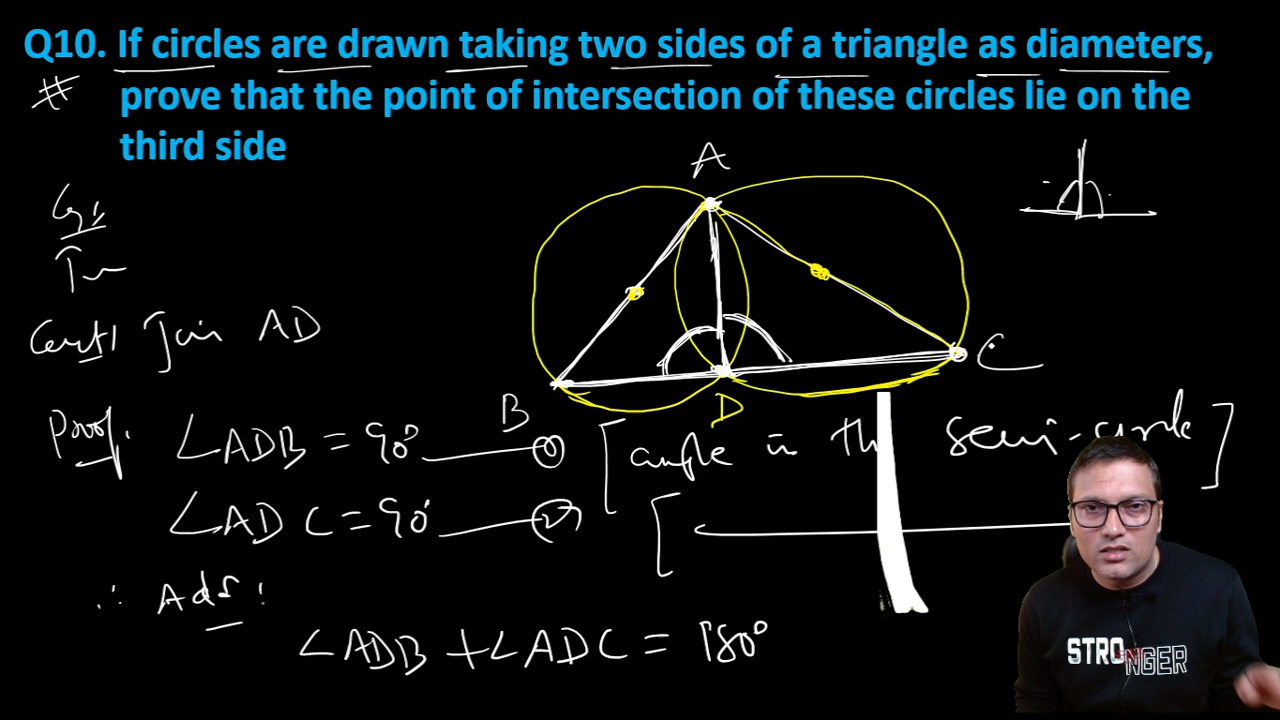 Q10. If circles are drawn taking two sides of a triangle as diameters,
# prove that the point of intersection of these circles lie on the
third side
A
Const| Join AD
C
B
D
Proof: ∠ADB = 90° ① [angle in the semi-circle]
∠ADC = 90° ② [
∴ Add:
∠ADB + ∠ADC = 180°
STRONGER